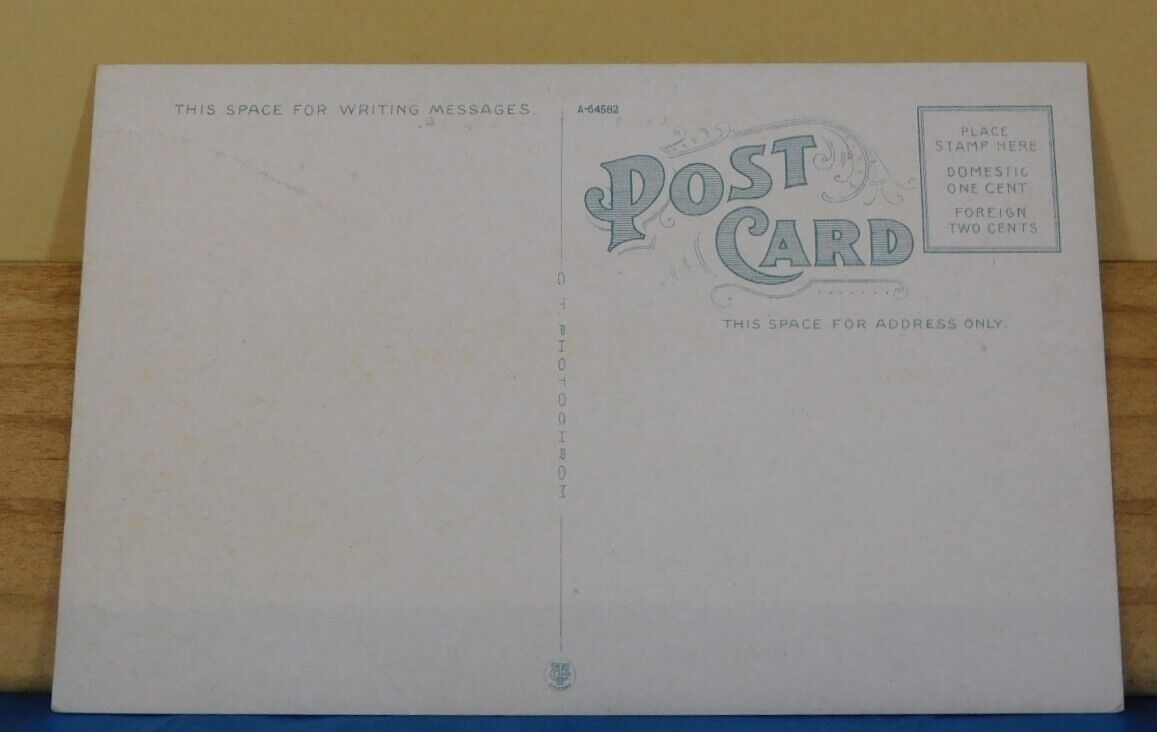 THIS SPACE FOR WRITING MESSAGES.
A-64582
POST
CARD
PLACE
STAMP HERE
DOMESTIC
ONE CENT
FOREIGN
TWO CENTS
THIS SPACE FOR ADDRESS ONLY.
C. T. PHOTOCHROM